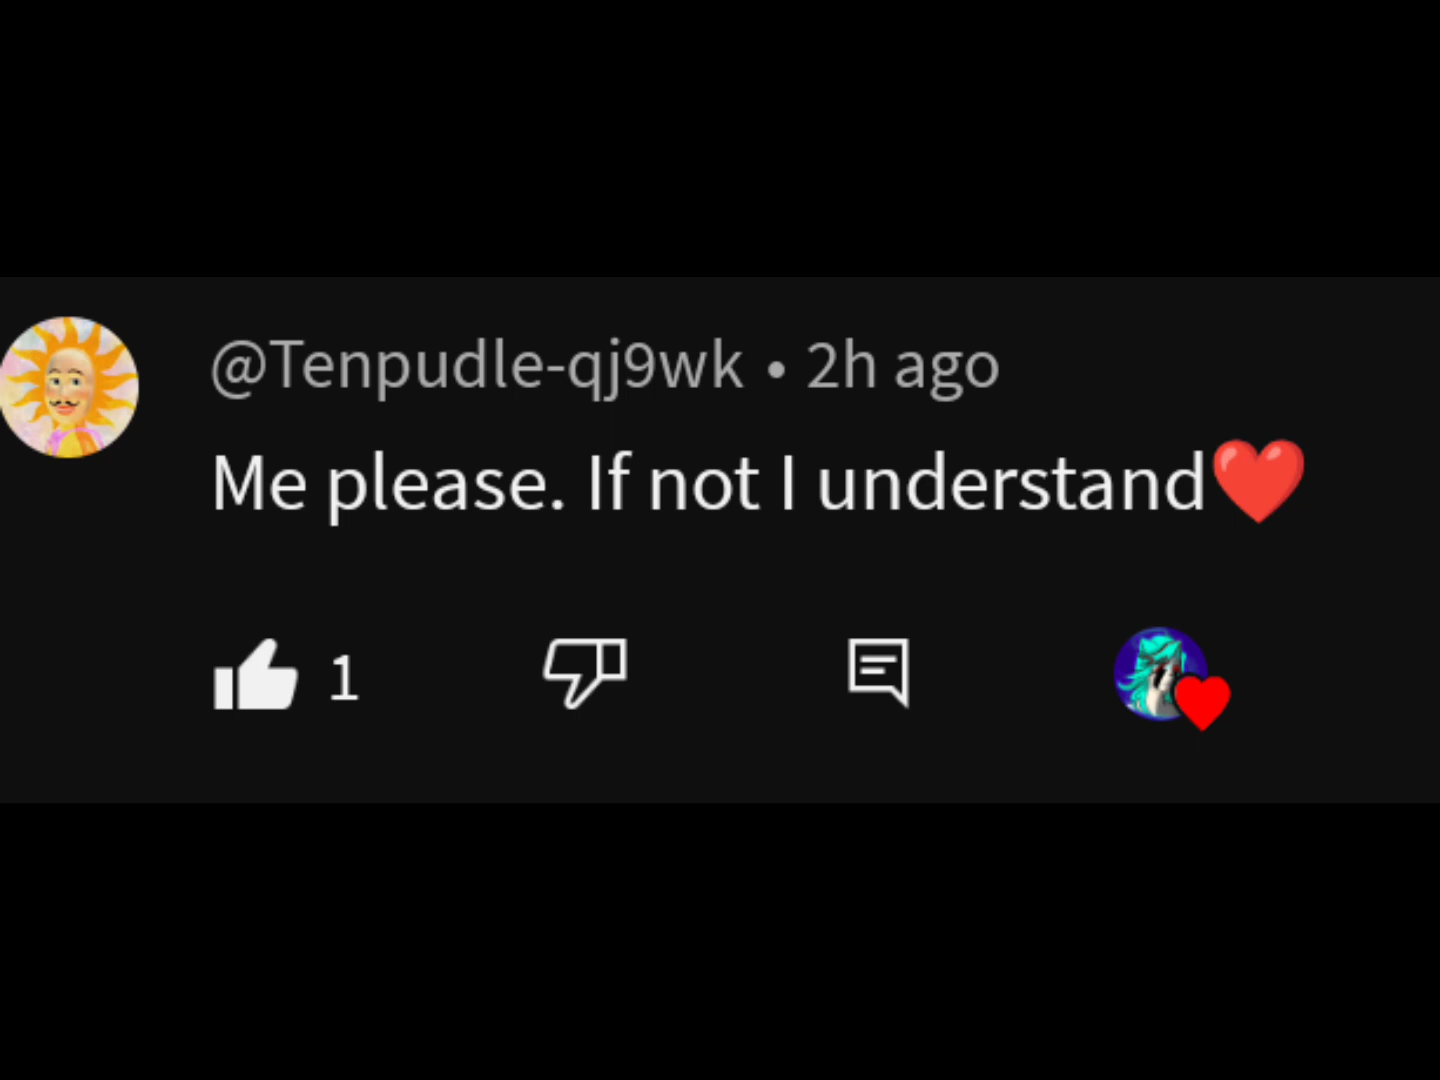 @Tenpudle-qj9wk • 2h ago
Me please. If not I understand❤️
1